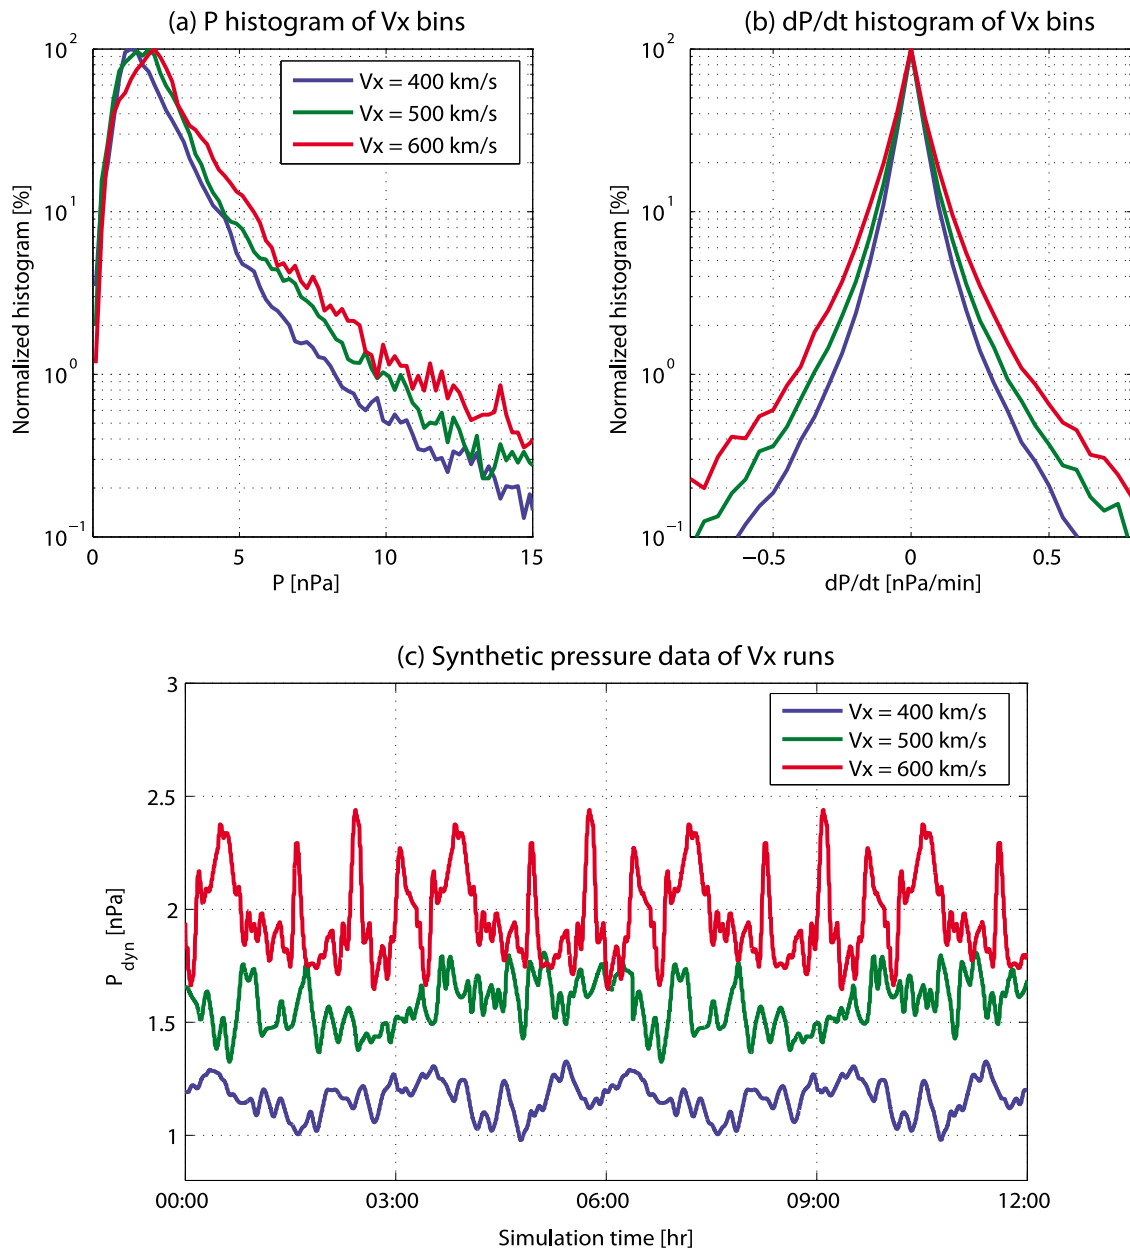 (a) P histogram of Vx bins
10^2
10^1
10^0
10^−1
Normalized histogram [%]
Vx = 400 km/s
Vx = 500 km/s
Vx = 600 km/s
0 5 10 15
P [nPa]
(b) dP/dt histogram of Vx bins
10^2
10^1
10^0
10^−1
Normalized histogram [%]
−0.5 0 0.5
dP/dt [nPa/min]
(c) Synthetic pressure data of Vx runs
3
2.5
2
1.5
1
P_dyn [nPa]
Vx = 400 km/s
Vx = 500 km/s
Vx = 600 km/s
00:00 03:00 06:00 09:00 12:00
Simulation time [hr]